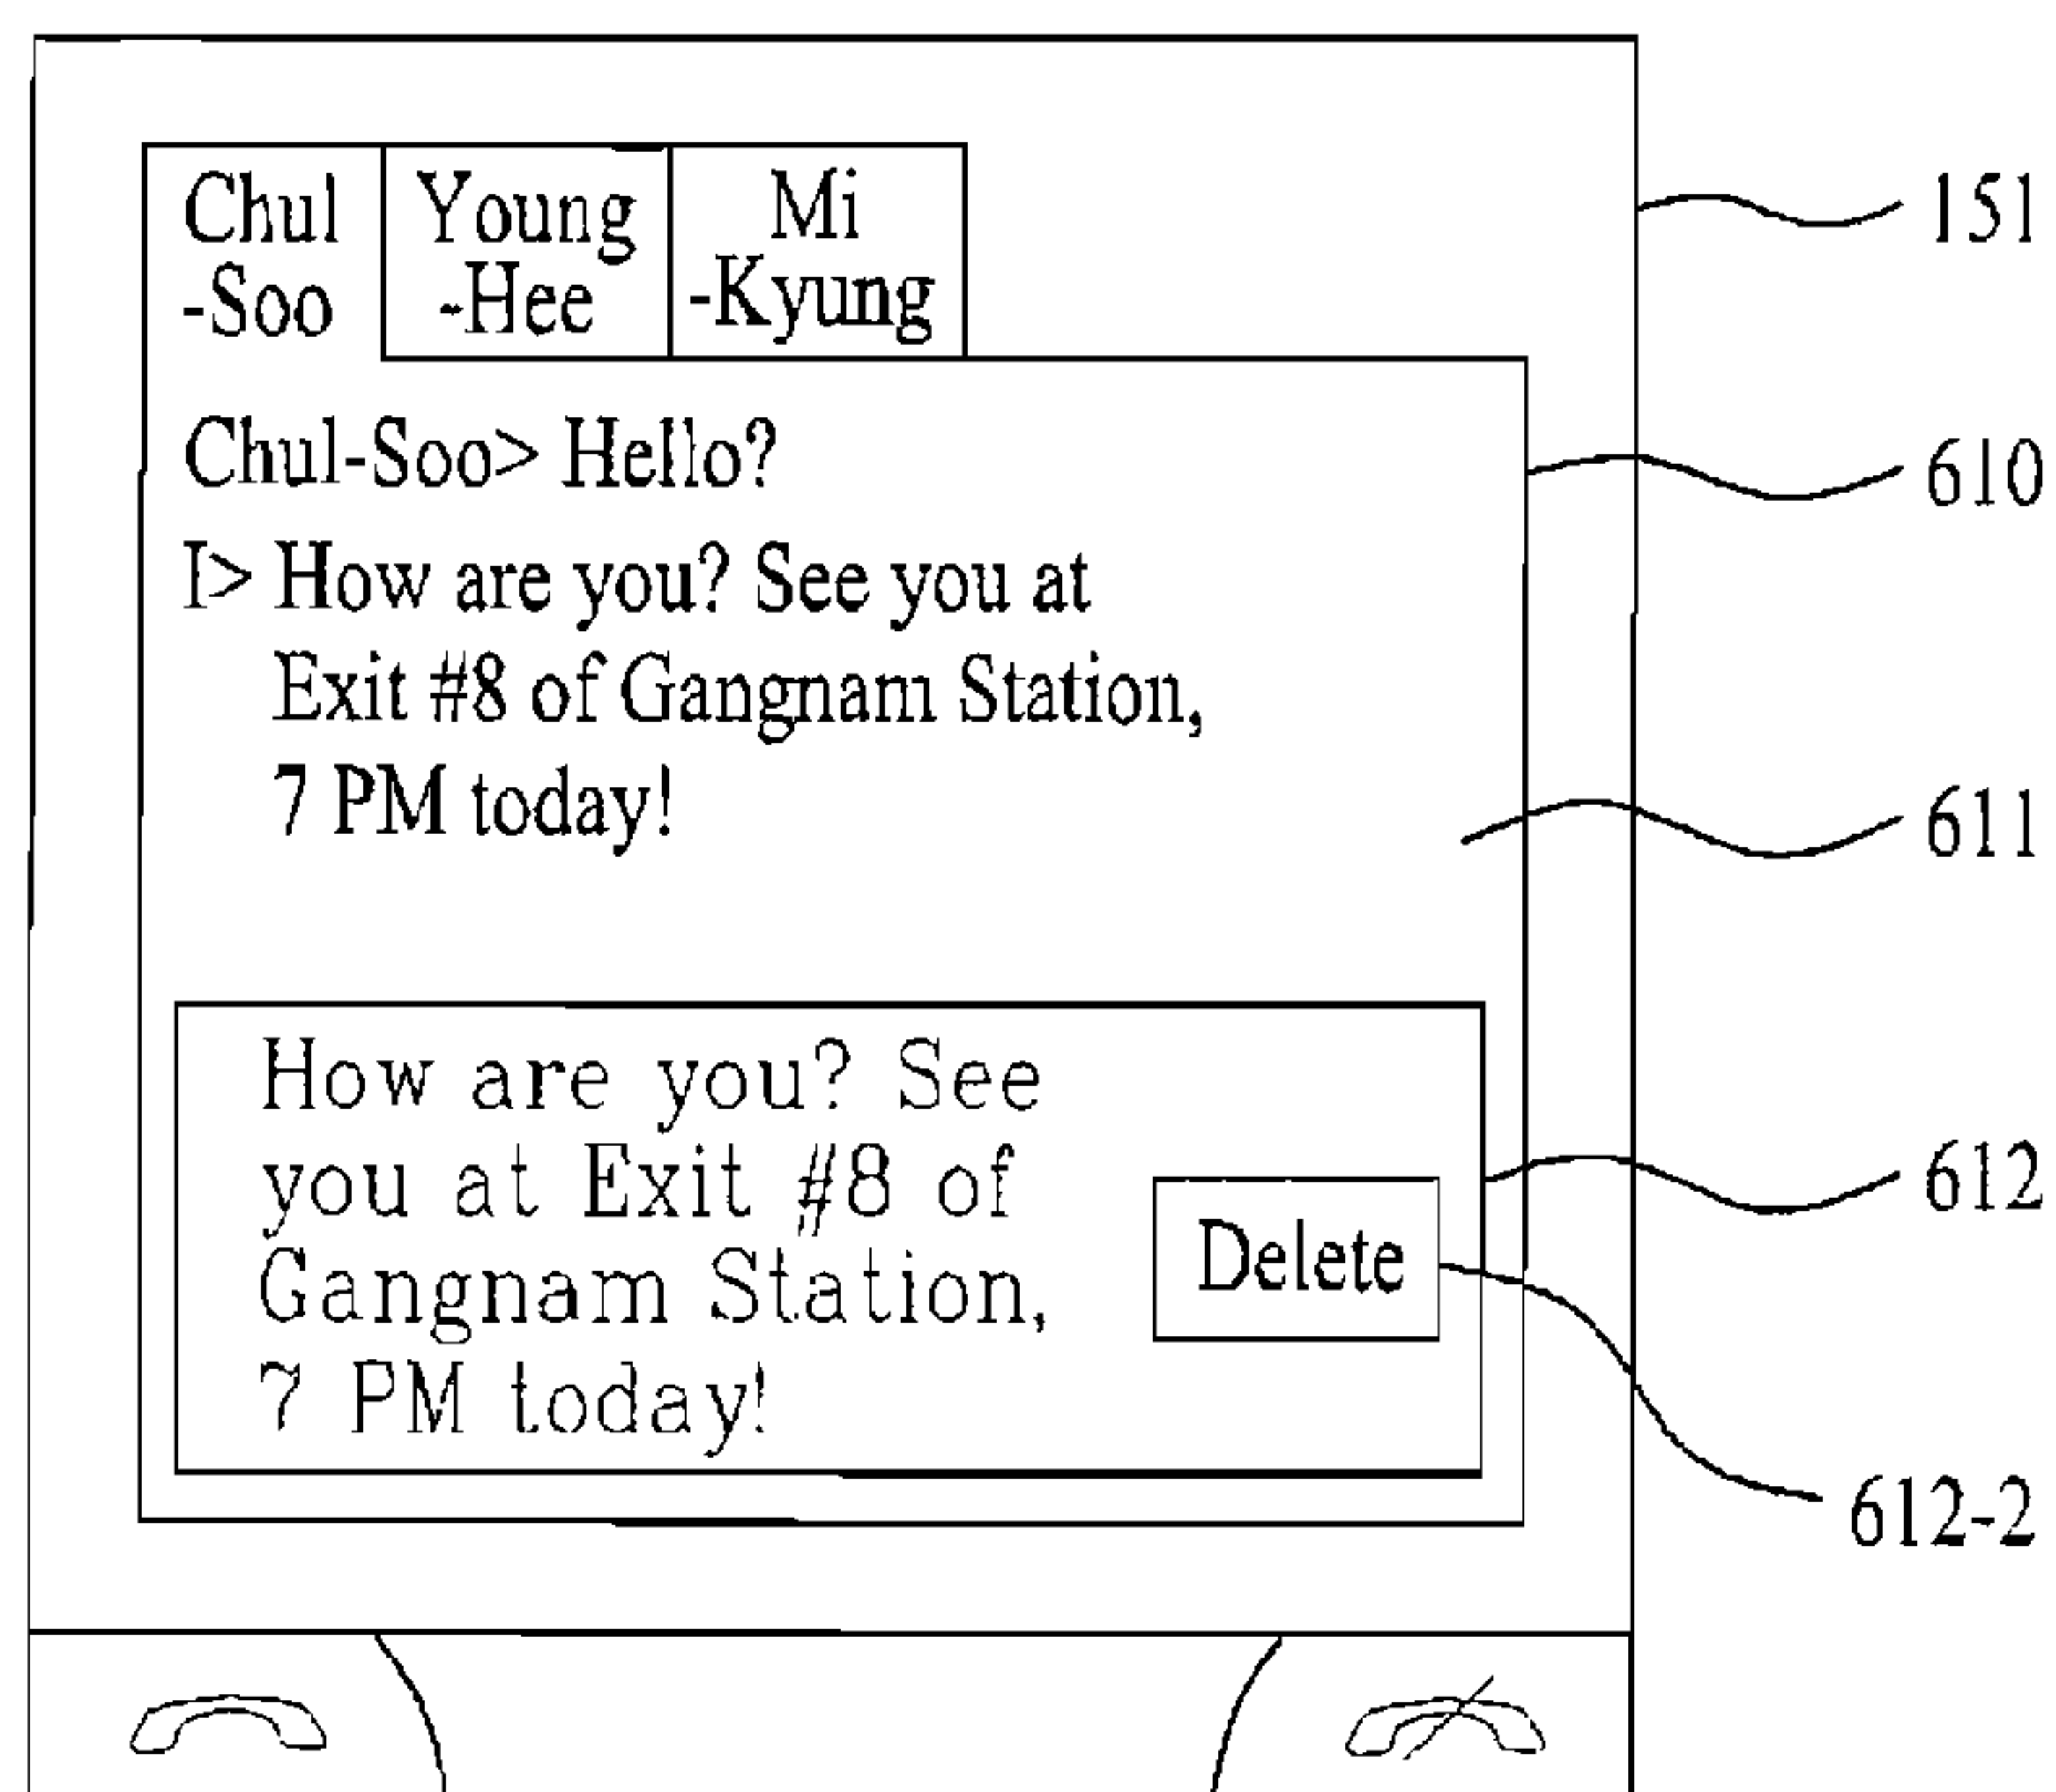 Chul
-Soo
Young
-Hee
Mi
-Kyung
151
Chul-Soo> Hello?
610
I> How are you? See you at
Exit #8 of Gangnam Station,
7 PM today!
611
How are you? See
you at Exit #8 of
Gangnam Station,
7 PM today!
Delete
612
612-2